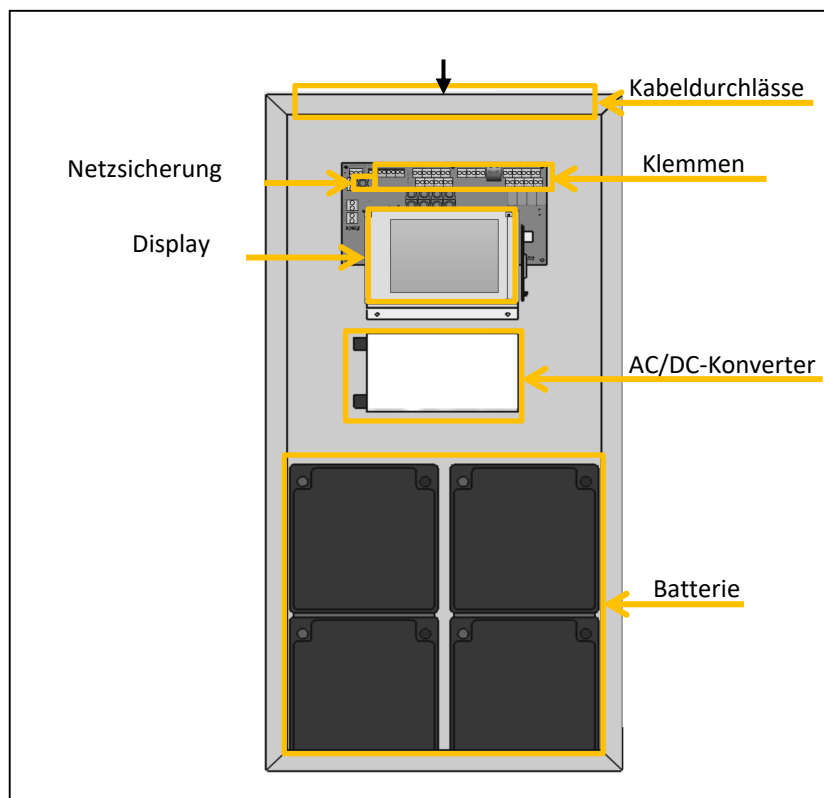 Kabeldurchlässe
Netzsicherung
Klemmen
Display
AC/DC-Konverter
Batterie